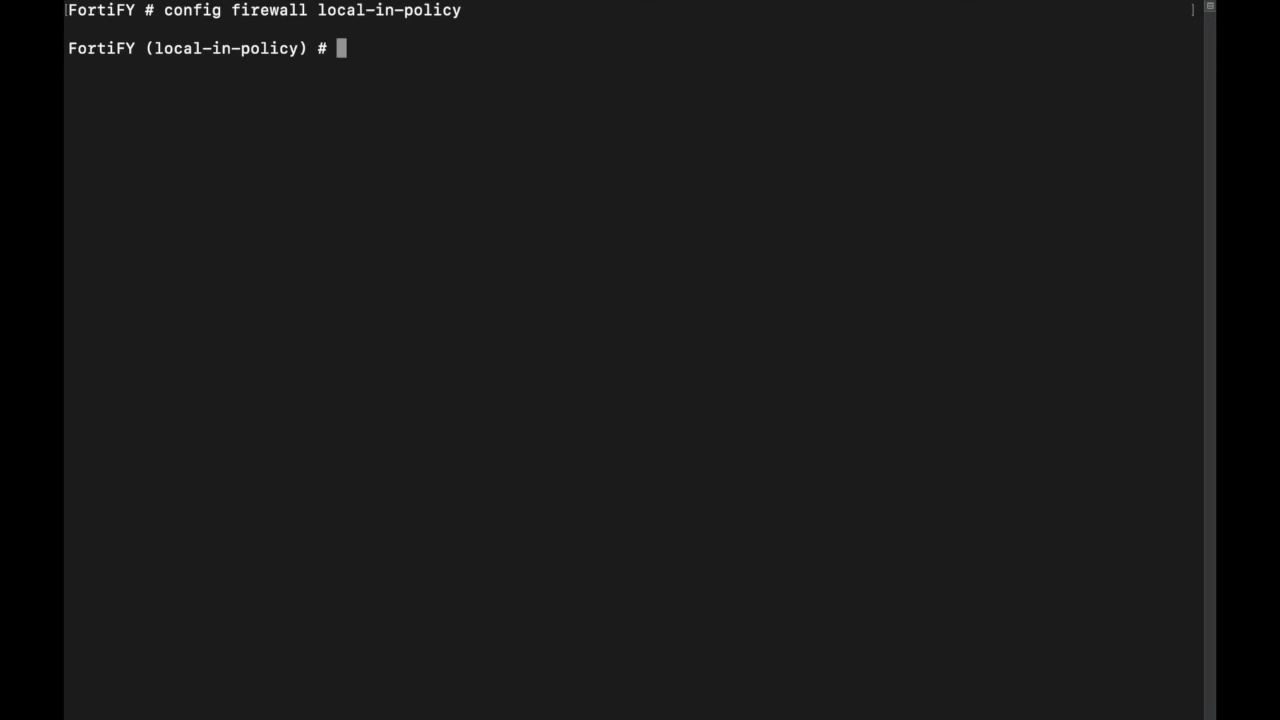 [FortiFY # config firewall local-in-policy ]
FortiFY (local-in-policy) #